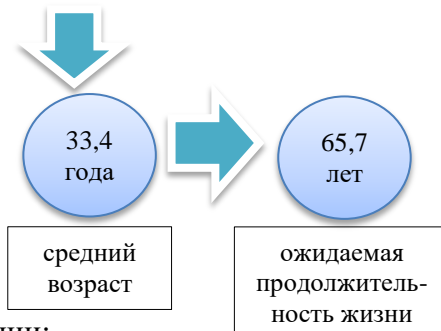 33,4
года
65,7
лет
средний
возраст
ожидаемая
продолжитель-
ность жизни